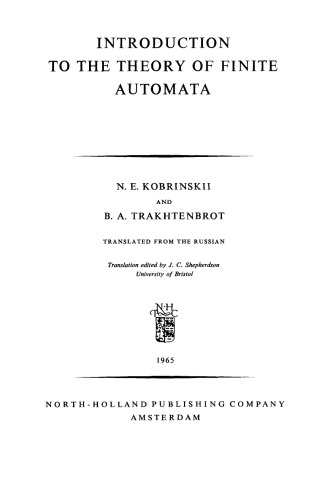 INTRODUCTION
TO THE THEORY OF FINITE
AUTOMATA
N. E. KOBRINSKII
AND
B. A. TRAKHTENBROT
TRANSLATED FROM THE RUSSIAN
Translation edited by J. C. Shepherdson
University of Bristol
N·H
1965
NORTH-HOLLAND PUBLISHING COMPANY
AMSTERDAM